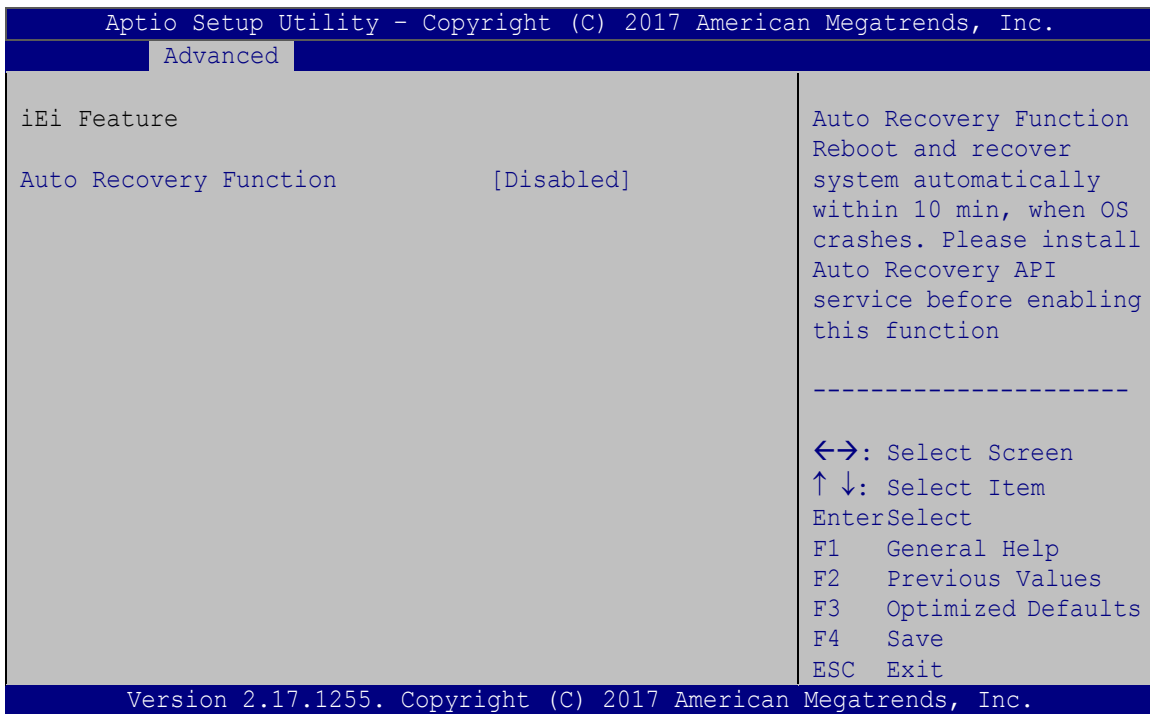 Aptio Setup Utility – Copyright (C) 2017 American Megatrends, Inc.
Advanced
iEi Feature
Auto Recovery Function [Disabled]
Auto Recovery Function
Reboot and recover
system automatically
within 10 min, when OS
crashes. Please install
Auto Recovery API
service before enabling
this function
----------------------
←→: Select Screen
↑ ↓: Select Item
EnterSelect
F1 General Help
F2 Previous Values
F3 Optimized Defaults
F4 Save
ESC Exit
Version 2.17.1255. Copyright (C) 2017 American Megatrends, Inc.